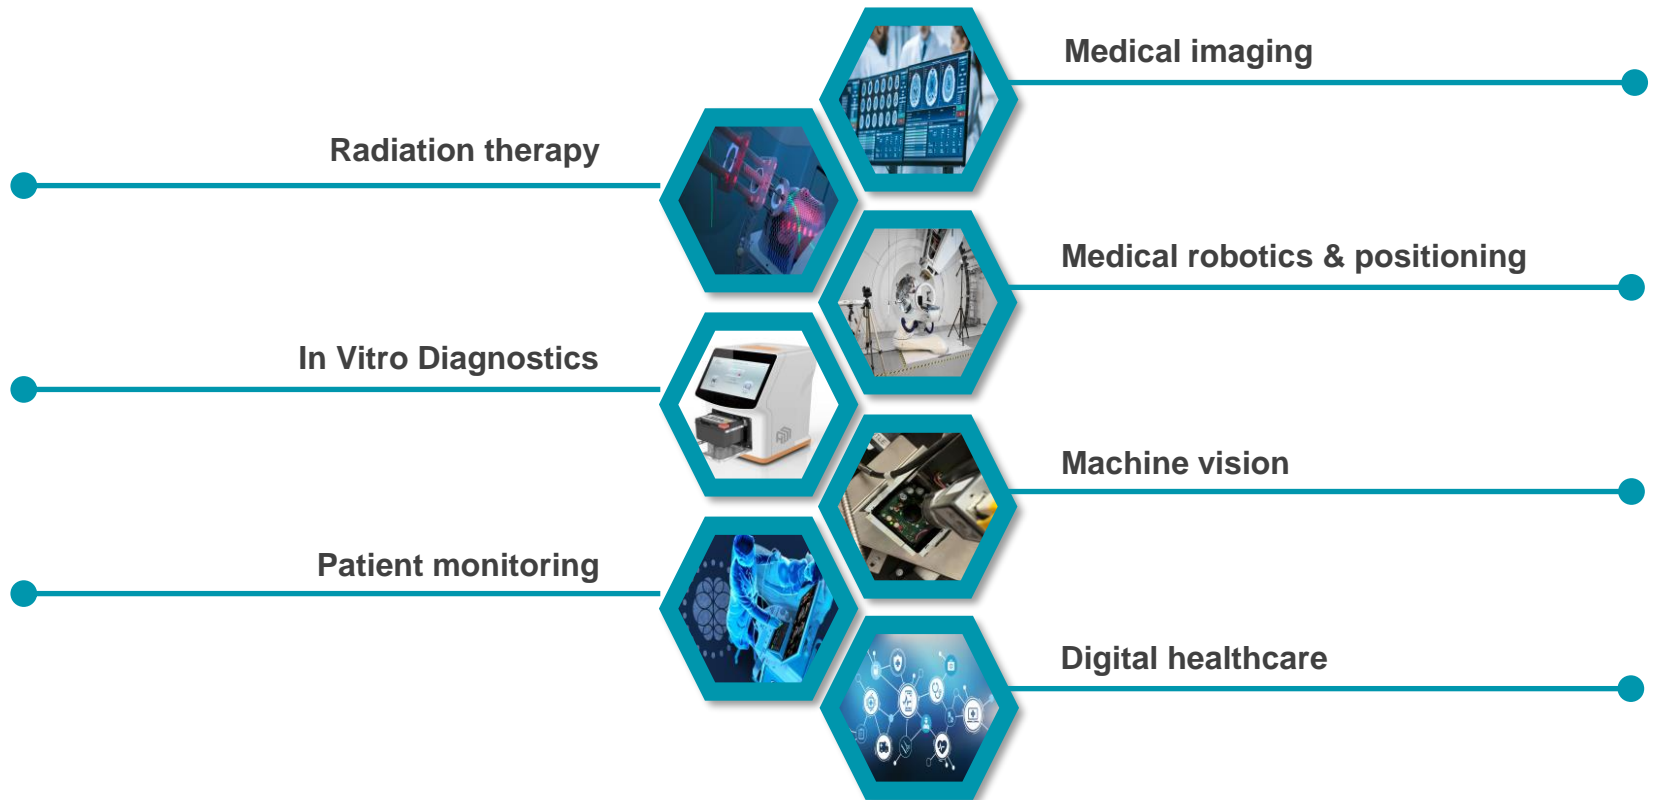 Medical imaging
Radiation therapy
Medical robotics & positioning
In Vitro Diagnostics
Machine vision
Patient monitoring
Digital healthcare